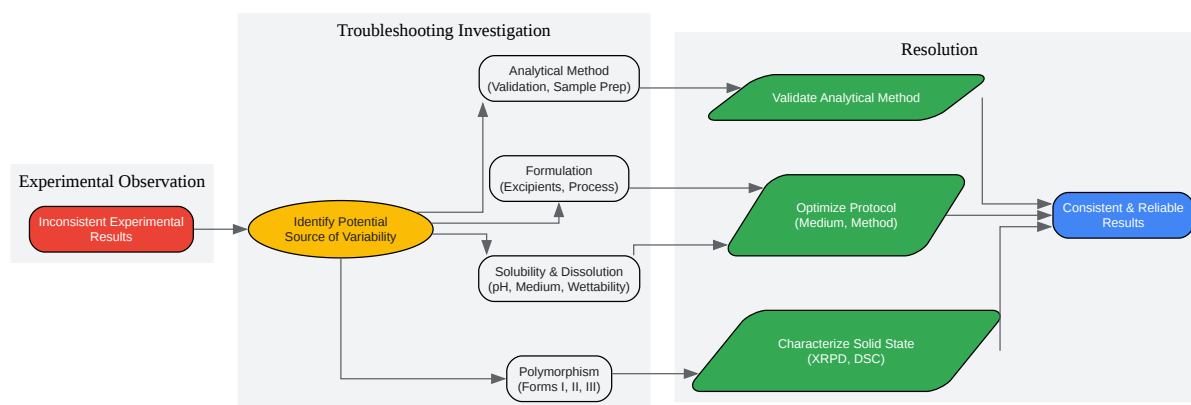 Experimental Observation
Inconsistent Experimental
Results
Troubleshooting Investigation
Identify Potential
Source of Variability
Analytical Method
(Validation, Sample Prep)
Formulation
(Excipients, Process)
Solubility & Dissolution
(pH, Medium, Wettability)
Polymorphism
(Forms I, II, III)
Resolution
Validate Analytical Method
Optimize Protocol
(Medium, Method)
Characterize Solid State
(XRPD, DSC)
Consistent & Reliable
Results